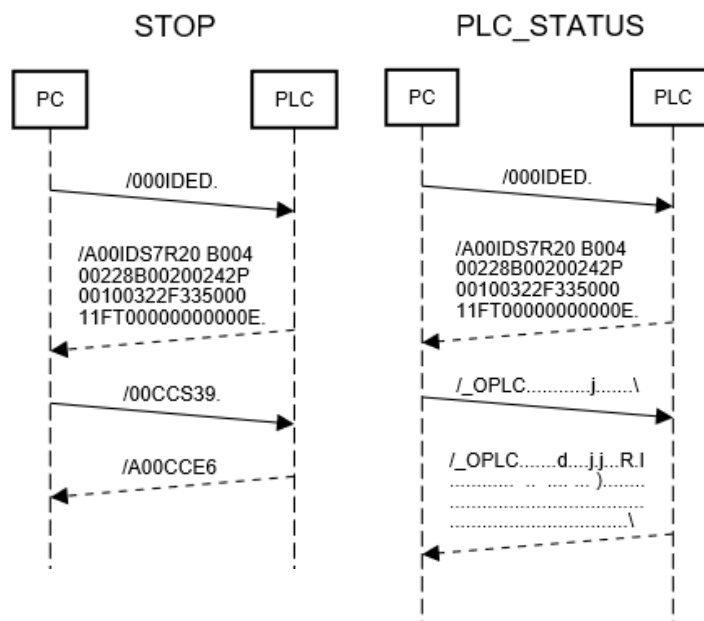 STOP
PC
PLC
/000IDED.
/A00IDS7R20 B004
00228B00200242P
00100322F335000
11FT00000000000E.
/00CCS39.
/A00CCE6
PLC_STATUS
PC
PLC
/000IDED.
/A00IDS7R20 B004
00228B00200242P
00100322F335000
11FT00000000000E.
/_OPLC............j.......\
/_OPLC.......d....j.j...R.I
.............. .. .... ... )........
..........................................
.......................................\